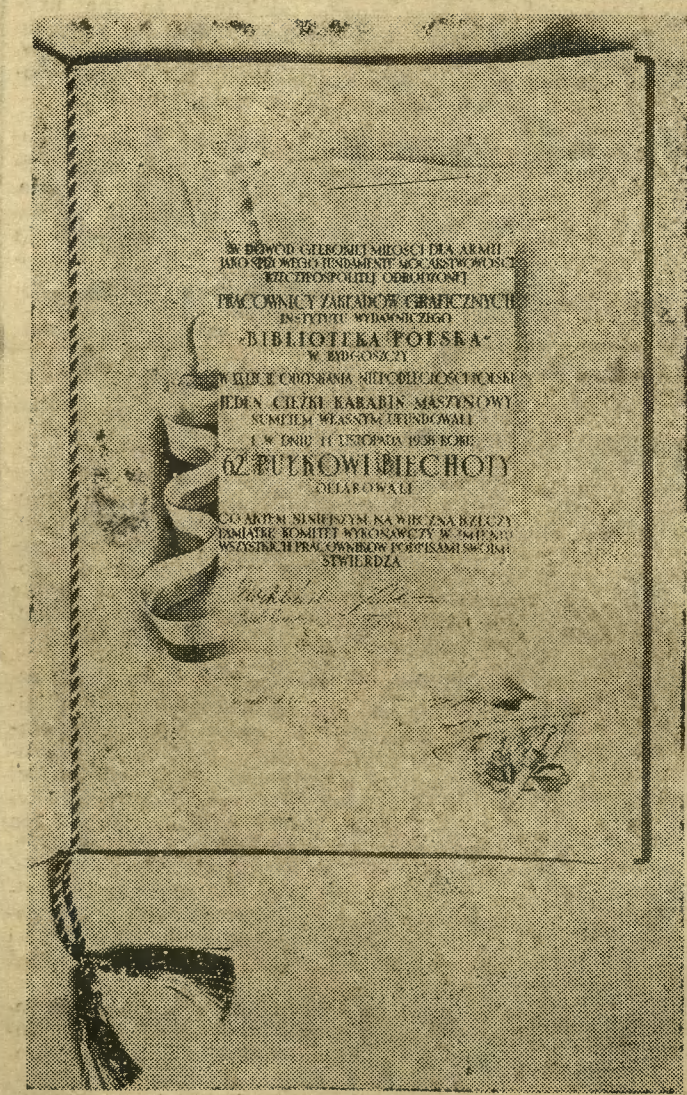 W DOWÓD GŁĘBOKIEJ MIŁOŚCI DLA ARMII
JAKO SPIŻOWEGO FUNDAMENTU MOCARSTWOWOŚCI
RZECZYPOSPOLITEJ ODRODZONEJ
PRACOWNICY ZAKŁADÓW GRAFICZNYCH
INSTYTUTU WYDAWNICZEGO
„BIBLIOTEKA POLSKA”
W BYDGOSZCZY
W XX-LECIE ODZYSKANIA NIEPODLEGŁOŚCI POLSKI
JEDEN CIĘŻKI KARABIN MASZYNOWY
SUMPTEM WŁASNYM UFUNDOWALI
I W DNIU 11 LISTOPADA 1938 ROKU
62 PUŁKOWI PIECHOTY
OFIAROWALI
CO AKTEM NINIEJSZYM NA WIECZNĄ RZECZY
PAMIĄTKĘ KOMITET WYKONAWCZY W IMIENIU
WSZYSTKICH PRACOWNIKÓW PODPISAMI SWOIMI
STWIERDZA